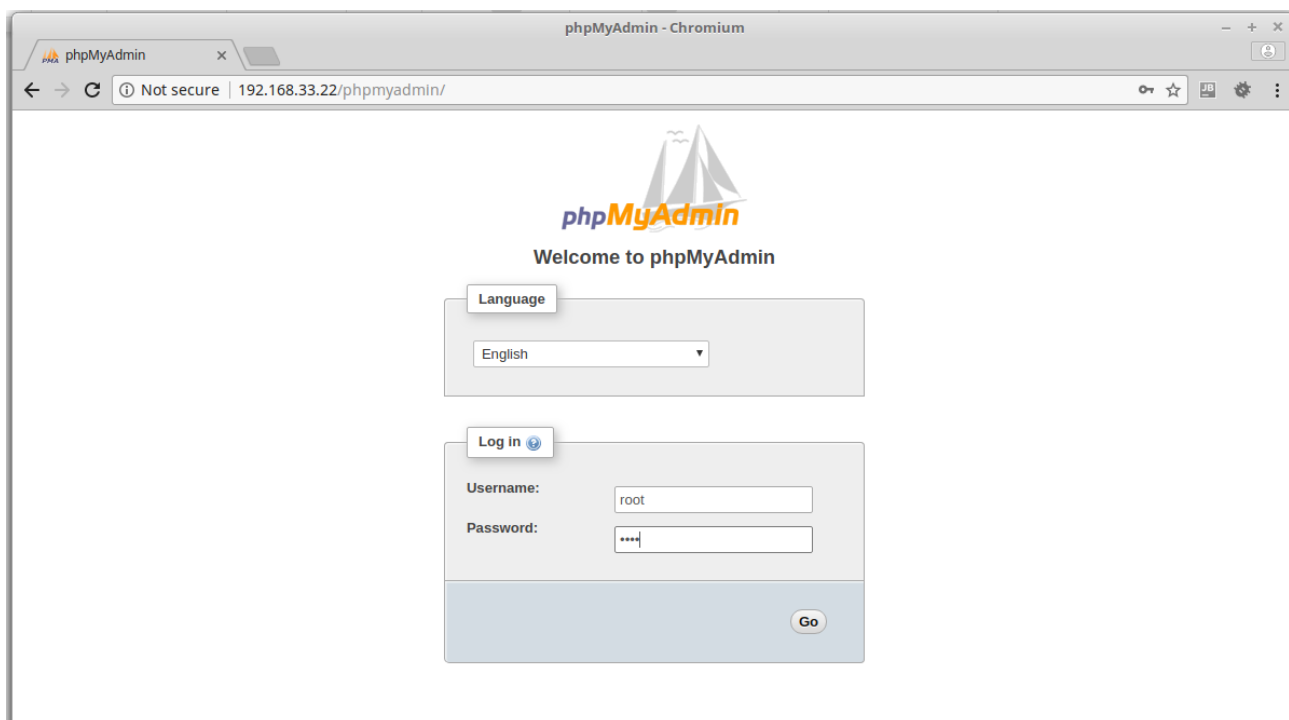 phpMyAdmin - Chromium
PMA phpMyAdmin
Not secure | 192.168.33.22/phpmyadmin/
JB
phpMyAdmin
Welcome to phpMyAdmin
Language
English
Log in
Username:
root
Password:
••••
Go